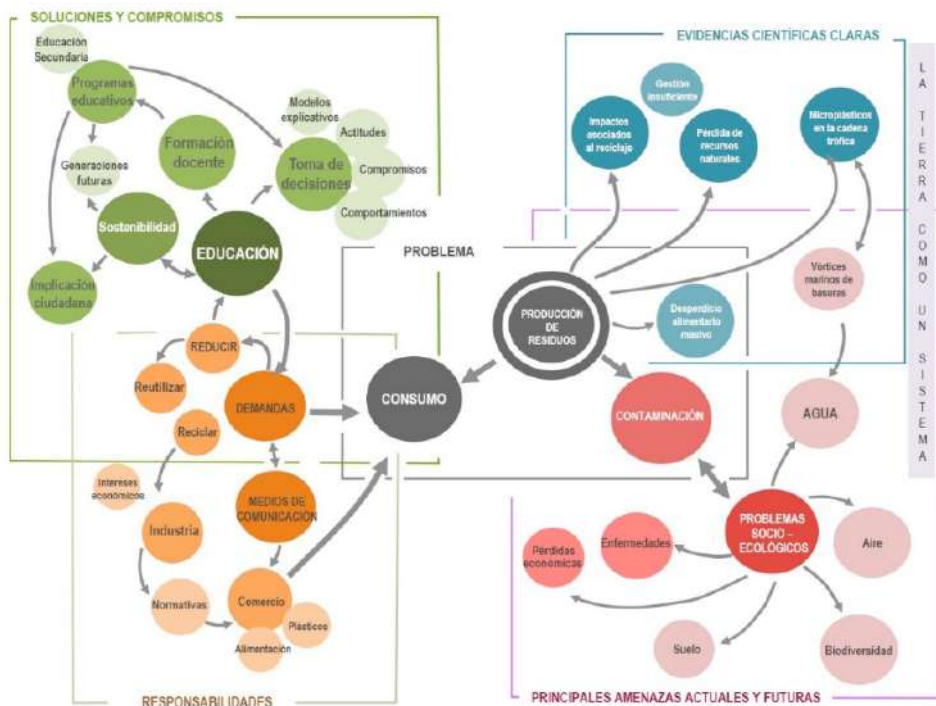 SOLUCIONES Y COMPROMISOS
Educación
Secundaria
Programas
educativos
Formación
docente
Generaciones
futuras
Modelos
explicativos
Actitudes
Toma de
decisiones
Compromisos
Comportamientos
Sostenibilidad
EDUCACIÓN
Implicación
ciudadana
EVIDENCIAS CIENTÍFICAS CLARAS
Gestión
insuficiente
Impactos
asociados
al reciclaje
Pérdida de
recursos
naturales
Microplásticos
en la cadena
trófica
Vórtices
marinos de
basuras
LA TIERRA COMO UN SISTEMA
PROBLEMA
PRODUCCIÓN
DE
RESIDUOS
Desperdicio
alimentario
masivo
CONSUMO
CONTAMINACIÓN
REDUCIR
Reutilizar
Reciclar
DEMANDAS
Intereses
económicos
Industria
MEDIOS DE
COMUNICACIÓN
Normativas
Comercio
Plásticos
Alimentación
RESPONSABILIDADES
AGUA
PROBLEMAS
SOCIO –
ECOLÓGICOS
Aire
Enfermedades
Pérdidas
económicas
Suelo
Biodiversidad
PRINCIPALES AMENAZAS ACTUALES Y FUTURAS